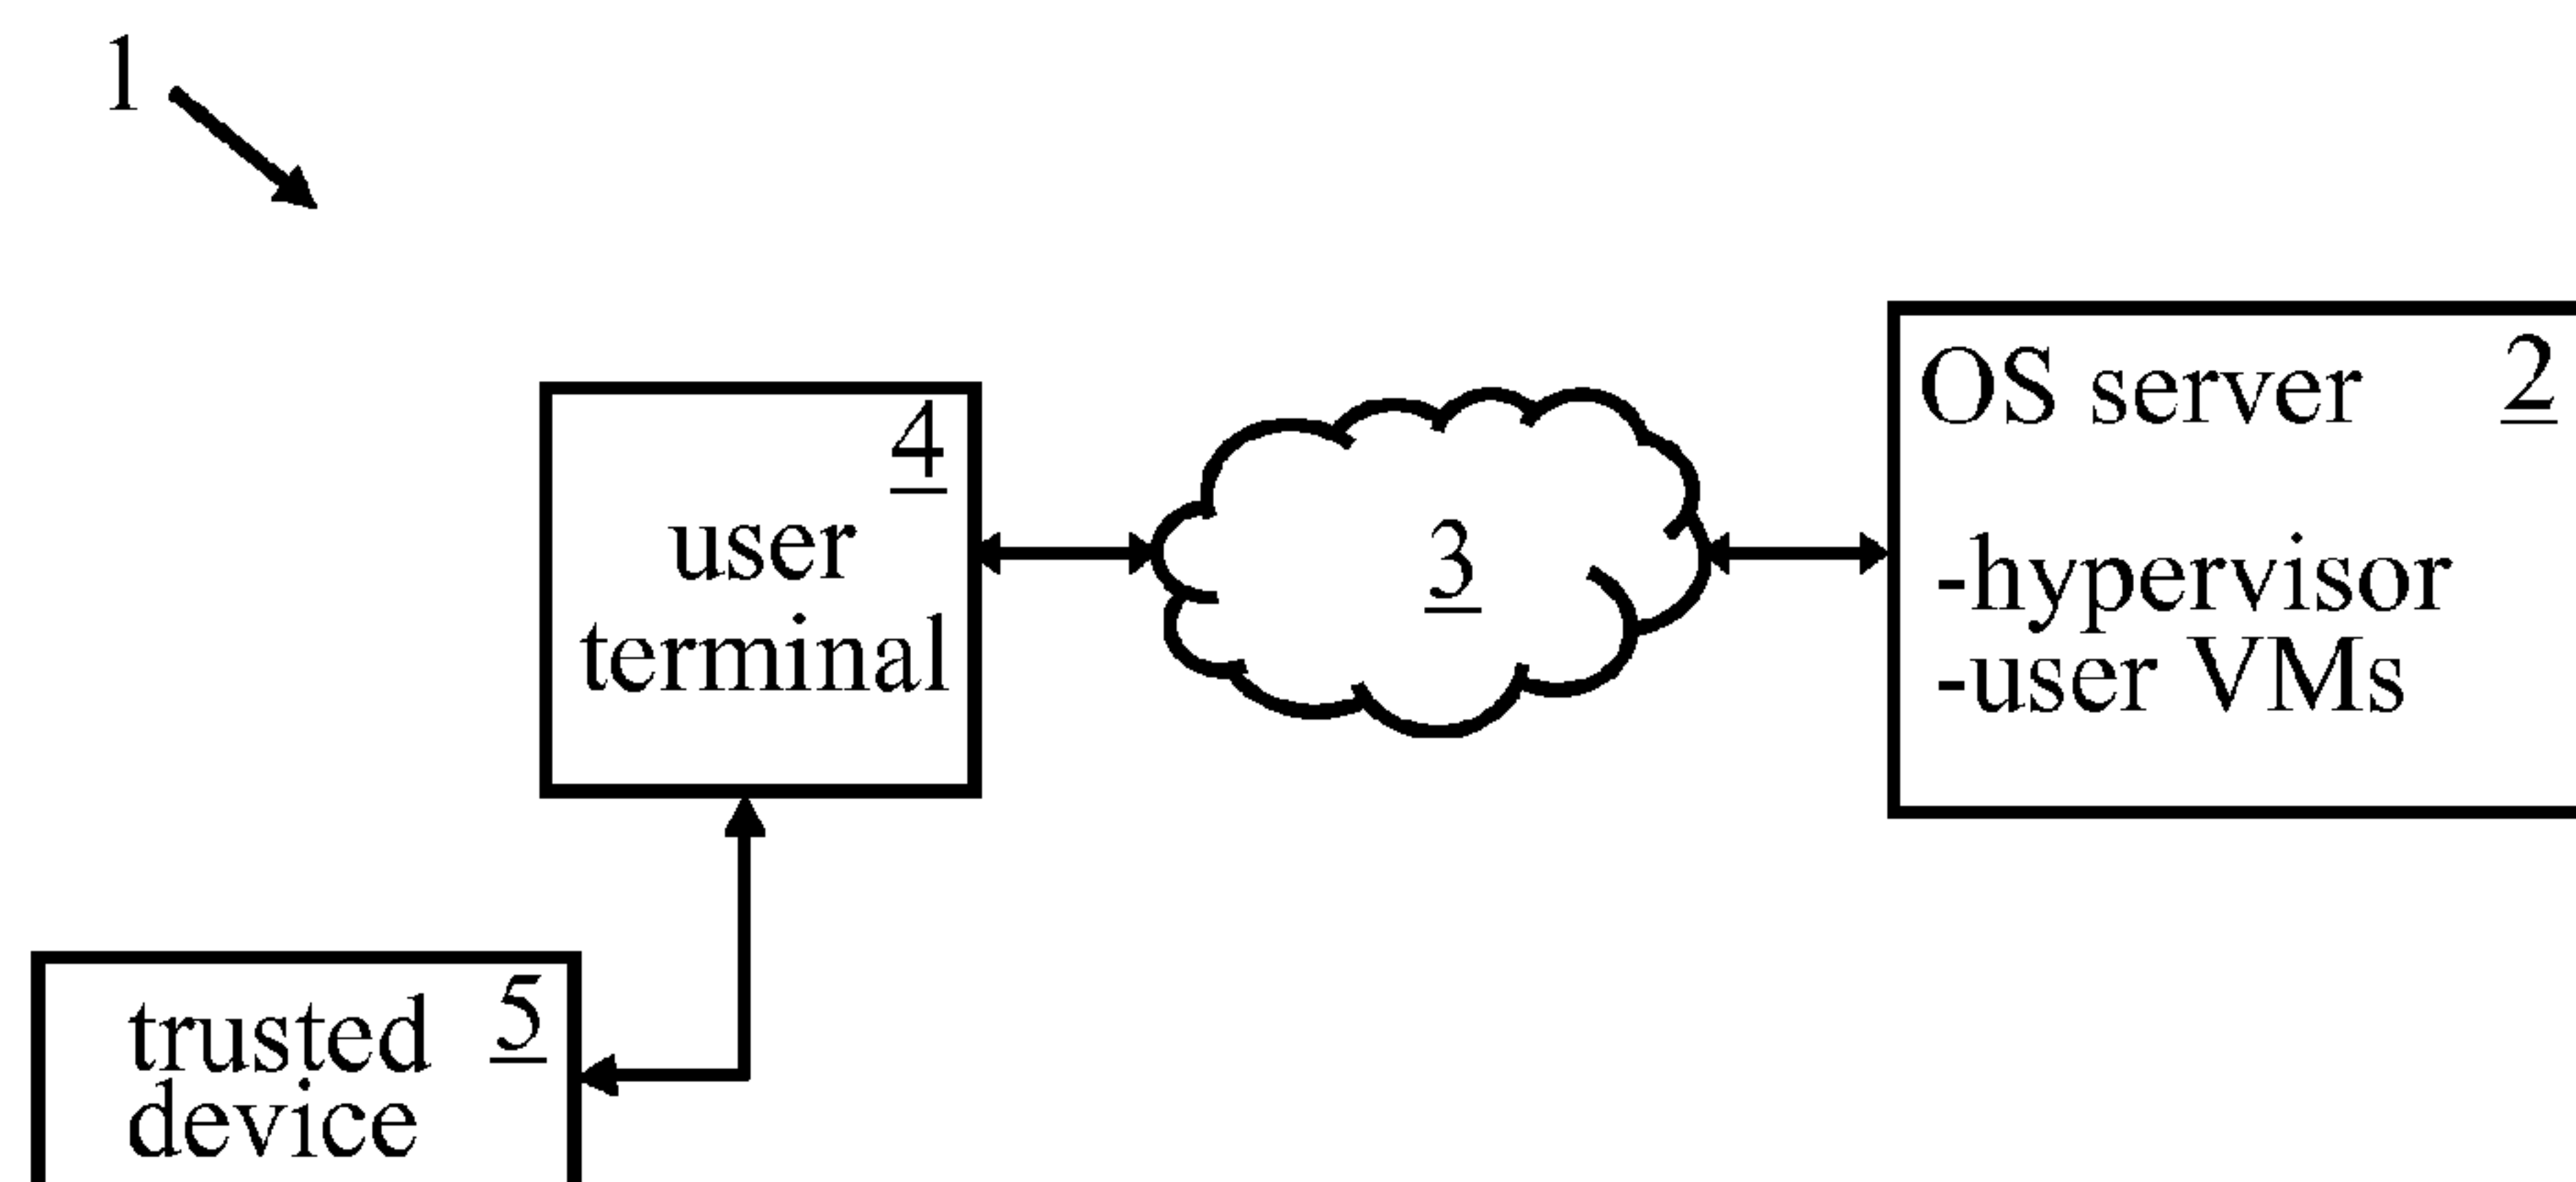 1
OS server 2
-hypervisor
-user VMs
4
user
terminal
3
trusted 5
device